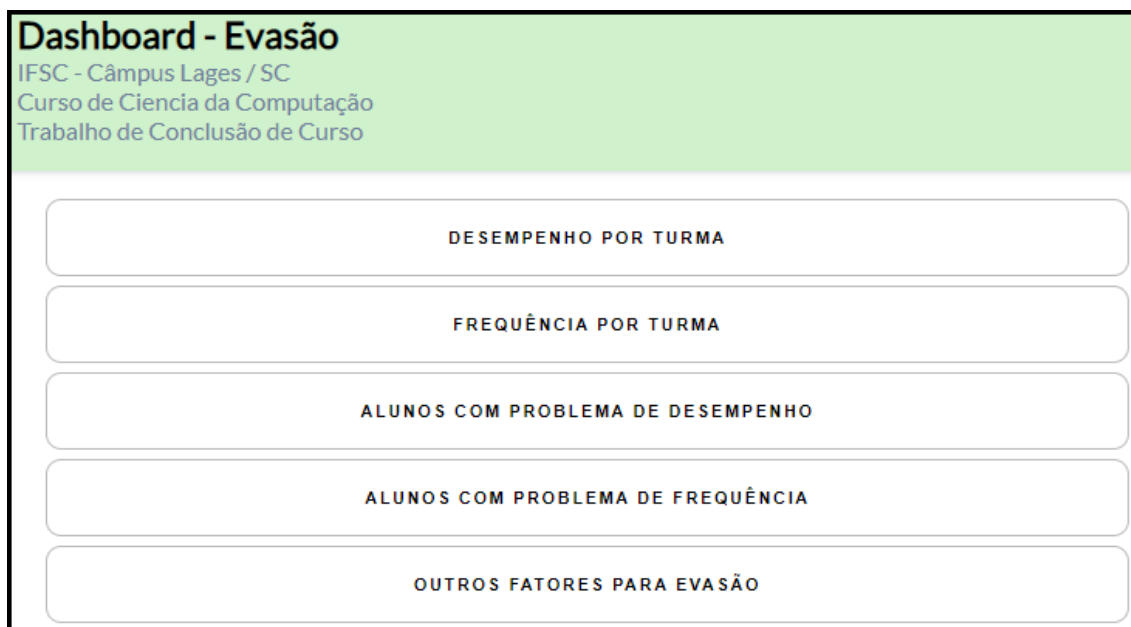 Dashboard - Evasão
IFSC - Câmpus Lages / SC
Curso de Ciencia da Computação
Trabalho de Conclusão de Curso
DESEMPENHO POR TURMA
FREQUÊNCIA POR TURMA
ALUNOS COM PROBLEMA DE DESEMPENHO
ALUNOS COM PROBLEMA DE FREQUÊNCIA
OUTROS FATORES PARA EVASÃO